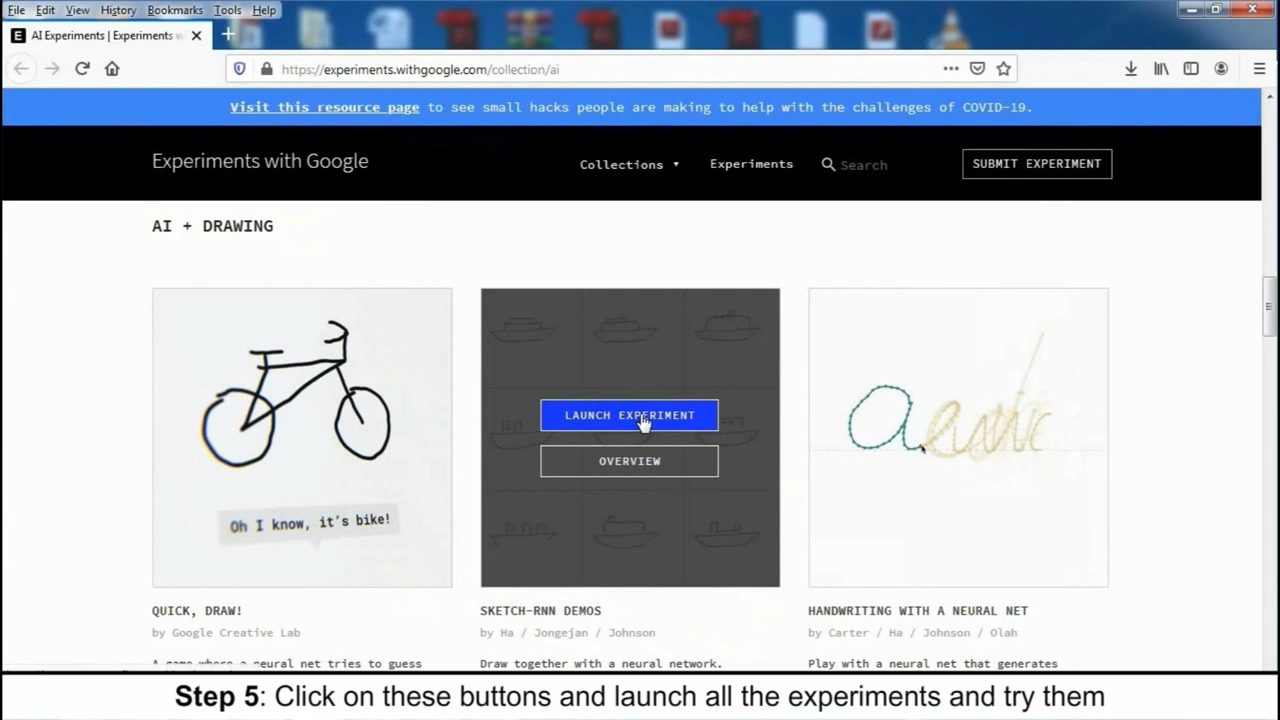 File Edit View History Bookmarks Tools Help
AI Experiments | Experiments w
https://experiments.withgoogle.com/collection/ai
Visit this resource page to see small hacks people are making to help with the challenges of COVID-19.
Experiments with Google
Collections
Experiments
Search
SUBMIT EXPERIMENT
AI + DRAWING
LAUNCH EXPERIMENT
OVERVIEW
Oh I know, it's bike!
QUICK, DRAW!
by Google Creative Lab
A game where a neural net tries to guess
SKETCH-RNN DEMOS
by Ha / Jongejan / Johnson
Draw together with a neural network.
HANDWRITING WITH A NEURAL NET
by Carter / Ha / Johnson / Olah
Play with a neural net that generates
Step 5: Click on these buttons and launch all the experiments and try them